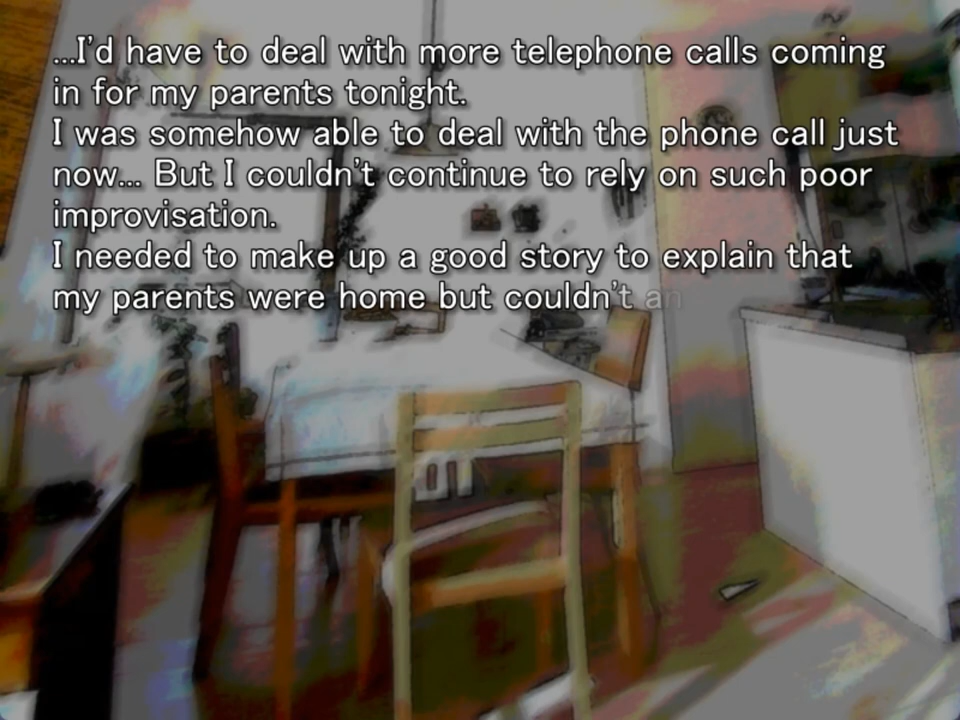 ...I'd have to deal with more telephone calls coming
in for my parents tonight.
I was somehow able to deal with the phone call just
now... But I couldn't continue to rely on such poor
improvisation.
I needed to make up a good story to explain that
my parents were home but couldn't an